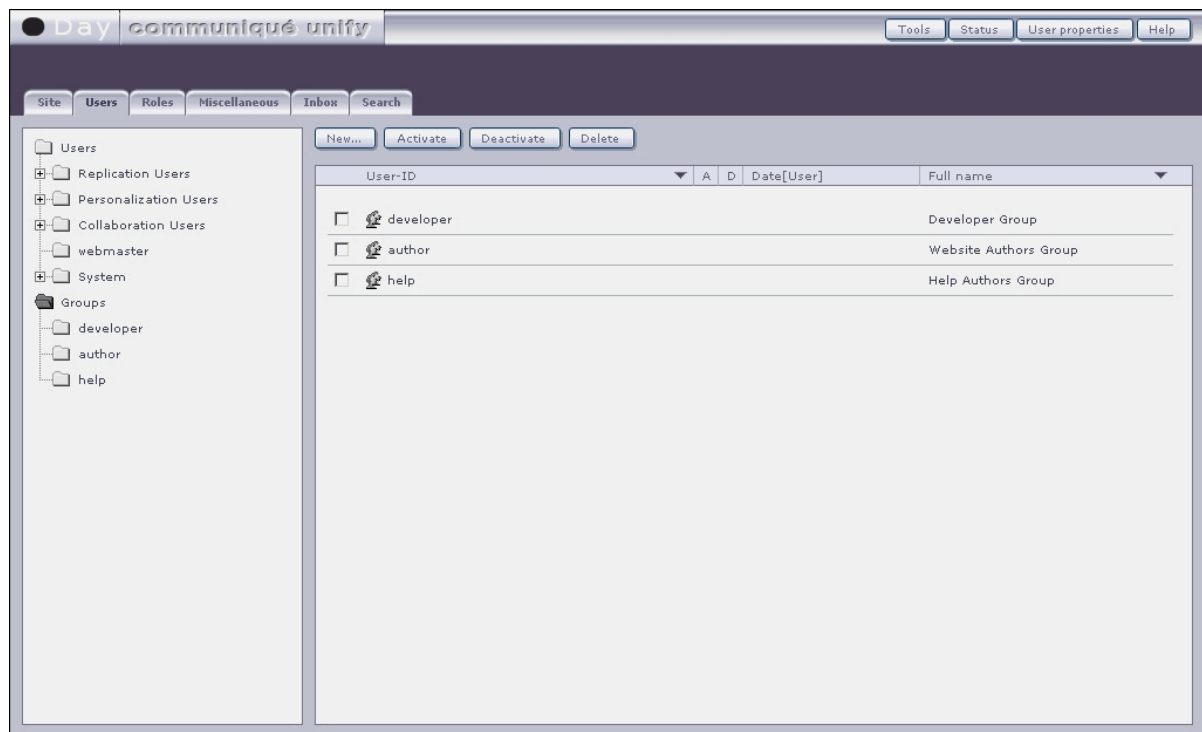 Day communiqué unify
Tools Status User properties Help
Site Users Roles Miscellaneous Inbox Search
New... Activate Deactivate Delete
Users
Replication Users
Personalization Users
Collaboration Users
webmaster
System
Groups
developer
author
help
User-ID A D Date[User] Full name
developer Developer Group
author Website Authors Group
help Help Authors Group